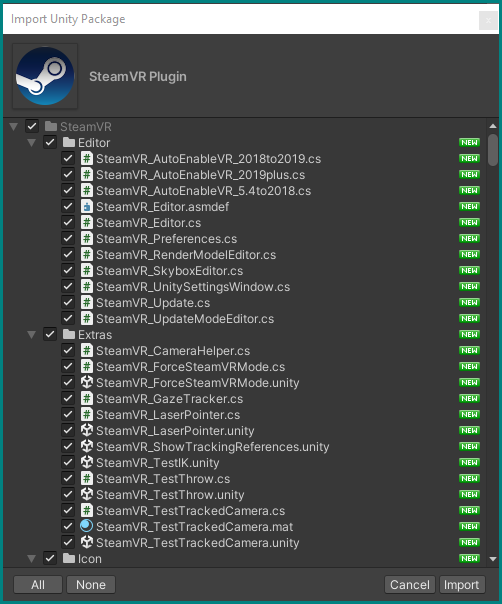 Import Unity Package
SteamVR Plugin
SteamVR
Editor NEW
SteamVR_AutoEnableVR_2018to2019.cs NEW
SteamVR_AutoEnableVR_2019plus.cs NEW
SteamVR_AutoEnableVR_5.4to2018.cs NEW
SteamVR_Editor.asmdef NEW
SteamVR_Editor.cs NEW
SteamVR_Preferences.cs NEW
SteamVR_RenderModelEditor.cs NEW
SteamVR_SkyboxEditor.cs NEW
SteamVR_UnitySettingsWindow.cs NEW
SteamVR_Update.cs NEW
SteamVR_UpdateModeEditor.cs NEW
Extras NEW
SteamVR_CameraHelper.cs NEW
SteamVR_ForceSteamVRMode.cs NEW
SteamVR_ForceSteamVRMode.unity NEW
SteamVR_GazeTracker.cs NEW
SteamVR_LaserPointer.cs NEW
SteamVR_LaserPointer.unity NEW
SteamVR_ShowTrackingReferences.unity NEW
SteamVR_TestIK.unity NEW
SteamVR_TestThrow.cs NEW
SteamVR_TestThrow.unity NEW
SteamVR_TestTrackedCamera.cs NEW
SteamVR_TestTrackedCamera.mat NEW
SteamVR_TestTrackedCamera.unity NEW
Icon NEW
All None Cancel Import